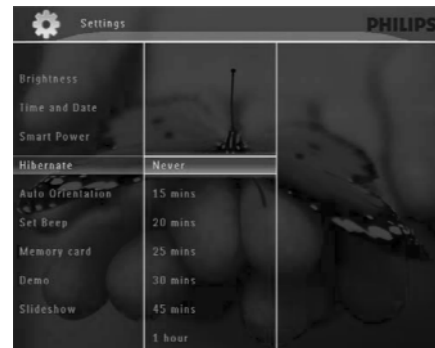 Settings
PHILIPS
Brightness
Time and Date
Smart Power
Hibernate
Auto Orientation
Set Beep
Memory card
Demo
Slideshow
Never
15 mins
20 mins
25 mins
30 mins
45 mins
1 hour